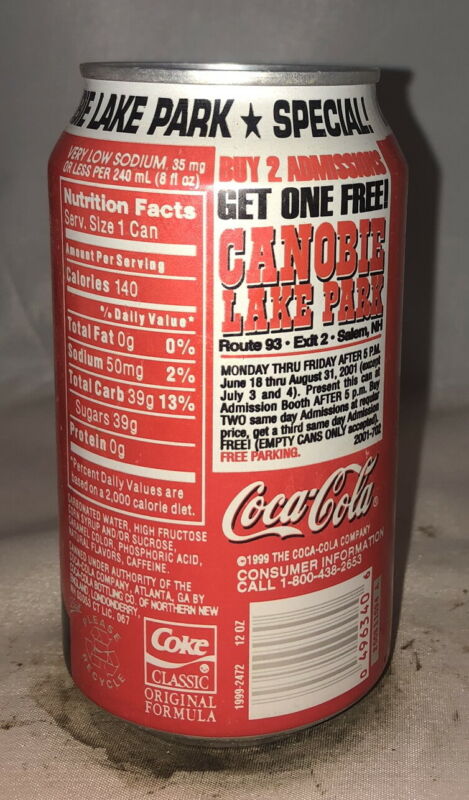 LAKE PARK ★ SPECIAL!
VERY LOW SODIUM, 35 mg
OR LESS PER 240 mL (8 fl oz)
Nutrition Facts
Serv. Size 1 Can
Amount Per Serving
Calories 140
% Daily Value*
Total Fat 0g 0%
Sodium 50mg 2%
Total Carb 39g 13%
Sugars 39g
Protein 0g
*Percent Daily Values are
based on a 2,000 calorie diet.
CARBONATED WATER, HIGH FRUCTOSE
CORN SYRUP AND/OR SUCROSE,
COLOR, PHOSPHORIC ACID,
NATURAL FLAVORS, CAFFEINE.
CANNED UNDER AUTHORITY OF THE
COCA-COLA COMPANY, ATLANTA, GA BY
COCA-COLA BOTTLING CO. OF NORTHERN NEW
LONDONDERRY,
CT LIC. 067
PLEASE
RECYCLE
Coke
CLASSIC
ORIGINAL
FORMULA
BUY 2 ADMISSIONS
GET ONE FREE!
CANOBIE
LAKE PARK
Route 93 • Exit 2 • Salem, NH
MONDAY THRU FRIDAY AFTER 5 P.M.
June 18 thru August 31, 2001 (except
July 3 and 4). Present this can at
Admission Booth AFTER 5 p.m. Buy
TWO same day Admissions at regular
price, get a third same day Admission
FREE! (EMPTY CANS ONLY accepted).
FREE PARKING. 2001-702
Coca-Cola®
©1999 THE COCA-COLA COMPANY
CONSUMER INFORMATION
CALL 1-800-438-2653
1999-2472 12 OZ
0 496340 6